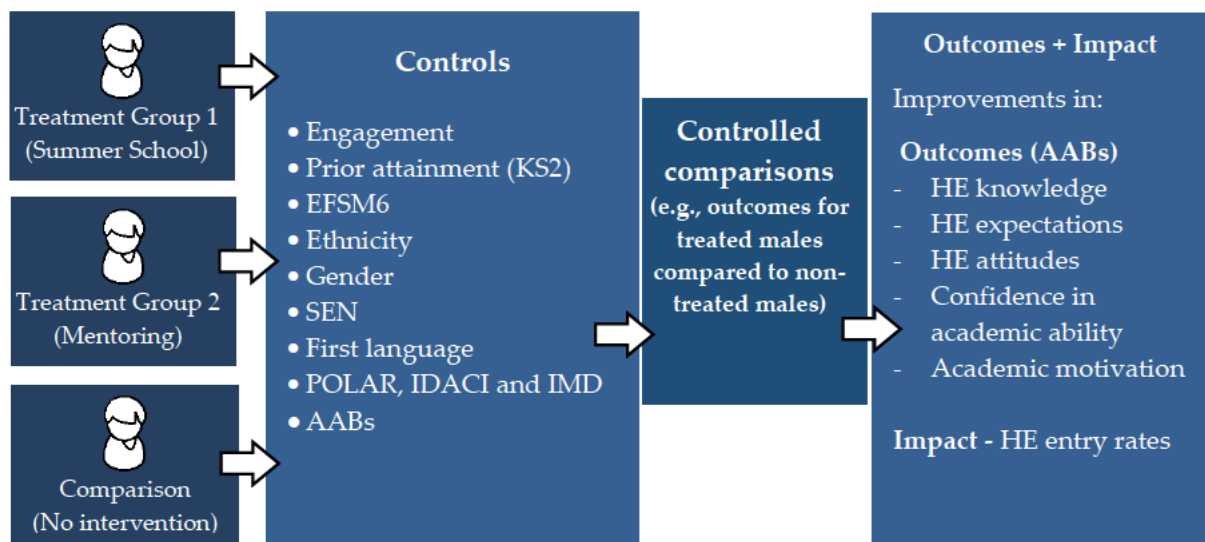 Treatment Group 1
(Summer School)
Treatment Group 2
(Mentoring)
Comparison
(No intervention)
Controls
• Engagement
• Prior attainment (KS2)
• EFSM6
• Ethnicity
• Gender
• SEN
• First language
• POLAR, IDACI and IMD
• AABs
Controlled
comparisons
(e.g., outcomes for
treated males
compared to non-
treated males)
Outcomes + Impact
Improvements in:
Outcomes (AABs)
- HE knowledge
- HE expectations
- HE attitudes
- Confidence in
academic ability
- Academic motivation
Impact - HE entry rates